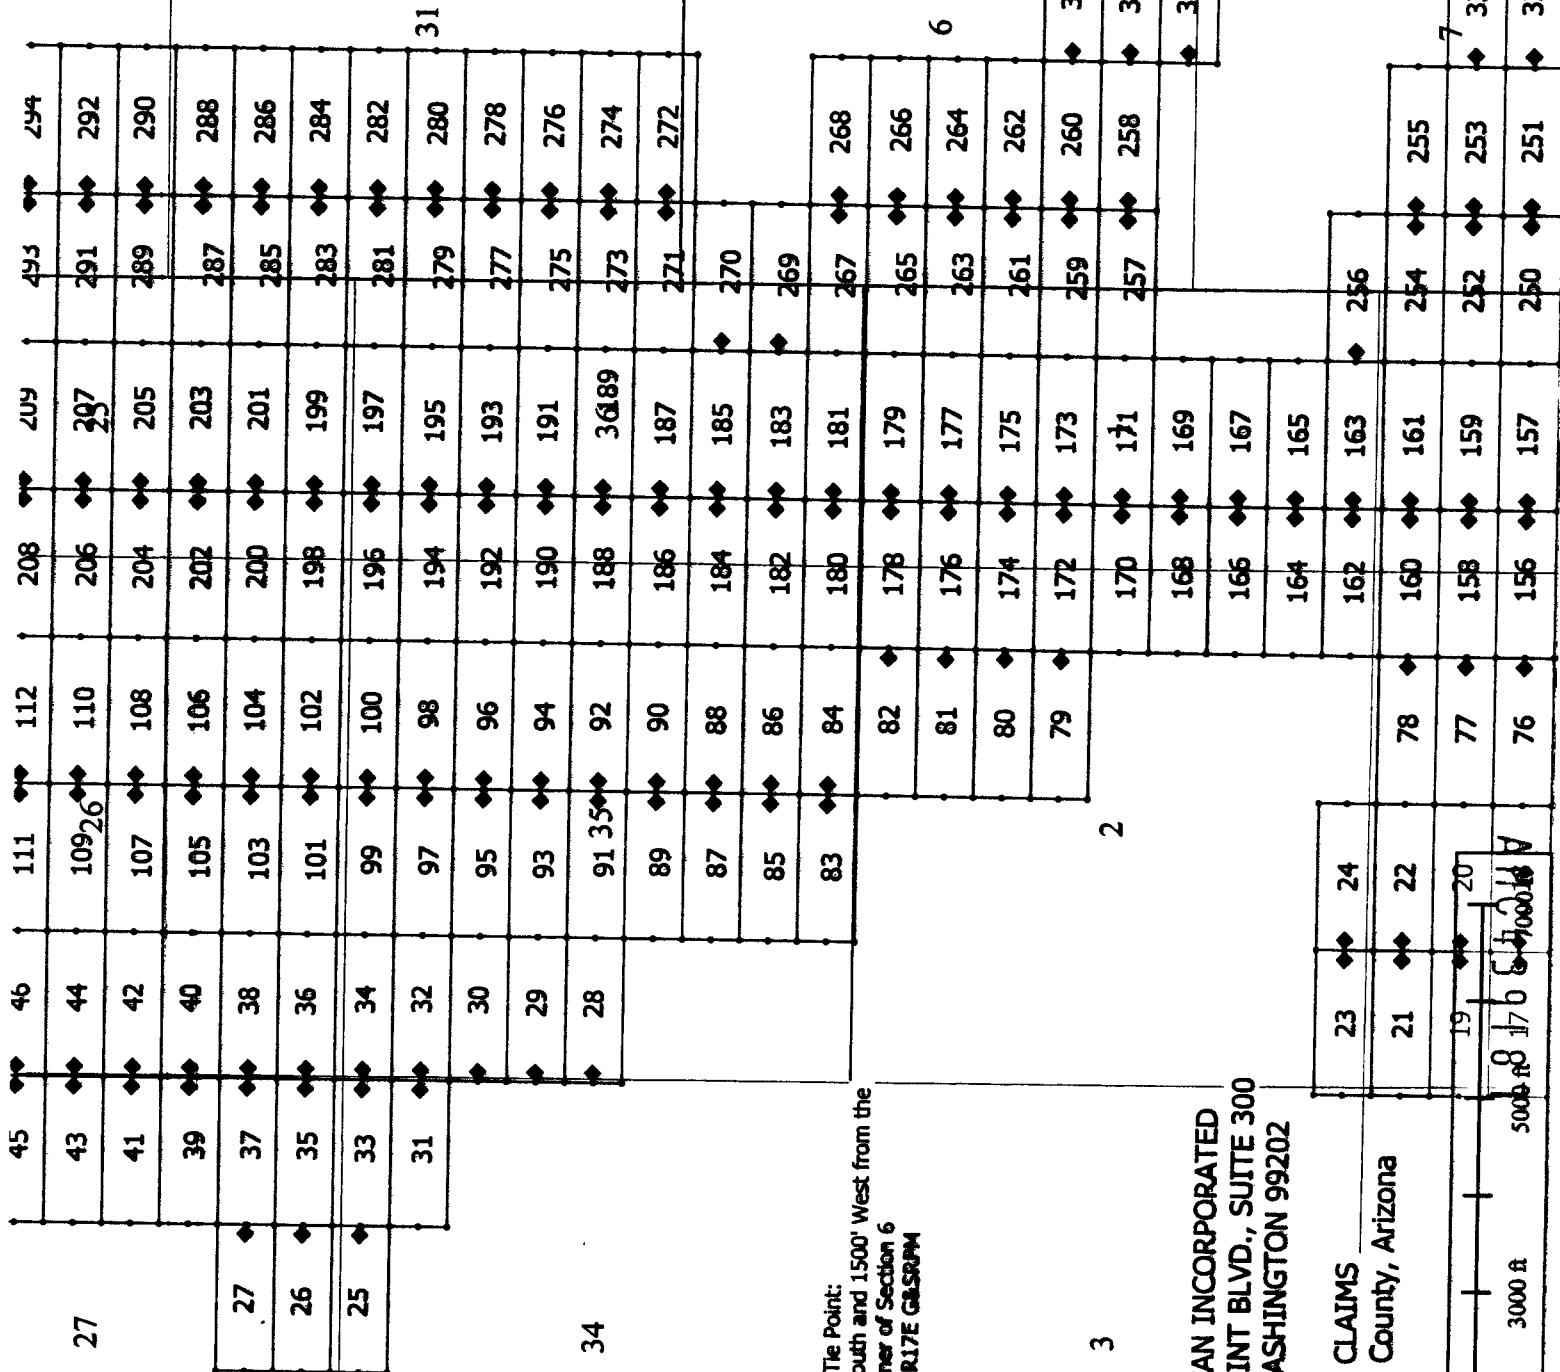 45 46 111 112 208 209 293 294
27 43 44 109 26 110 206 207 25 291 292
41 42 107 108 204 205 289 290
39 40 105 106 202 203 287 288
27 37 38 103 104 200 201 285 286
26 35 36 101 102 198 199 283 284
25 33 34 99 100 196 197 281 282
31 32 97 98 194 195 279 280 31
30 95 96 192 193 277 278
29 93 94 190 191 275 276
34 28 91 35 92 188 36 189 273 274
89 90 186 187 271 272
87 88 184 185 270
85 86 182 183 269
83 84 180 181 267 268
82 178 179 265 266
81 176 177 263 264 6
80 174 175 261 262
79 172 173 259 260
2 170 171 1 257 258
168 169
166 167
164 165
23 24 162 163 256
21 22 78 160 161 254 255
19 20 77 158 159 252 253 7
17 76 156 157 250 251
Tie Point:
outh and 1500' West from the
ner of Section 6
R17E G&SRPM
3
AN INCORPORATED
INT BLVD., SUITE 300
ASHINGTON 99202
CLAIMS
County, Arizona
3000 ft 5000 ft